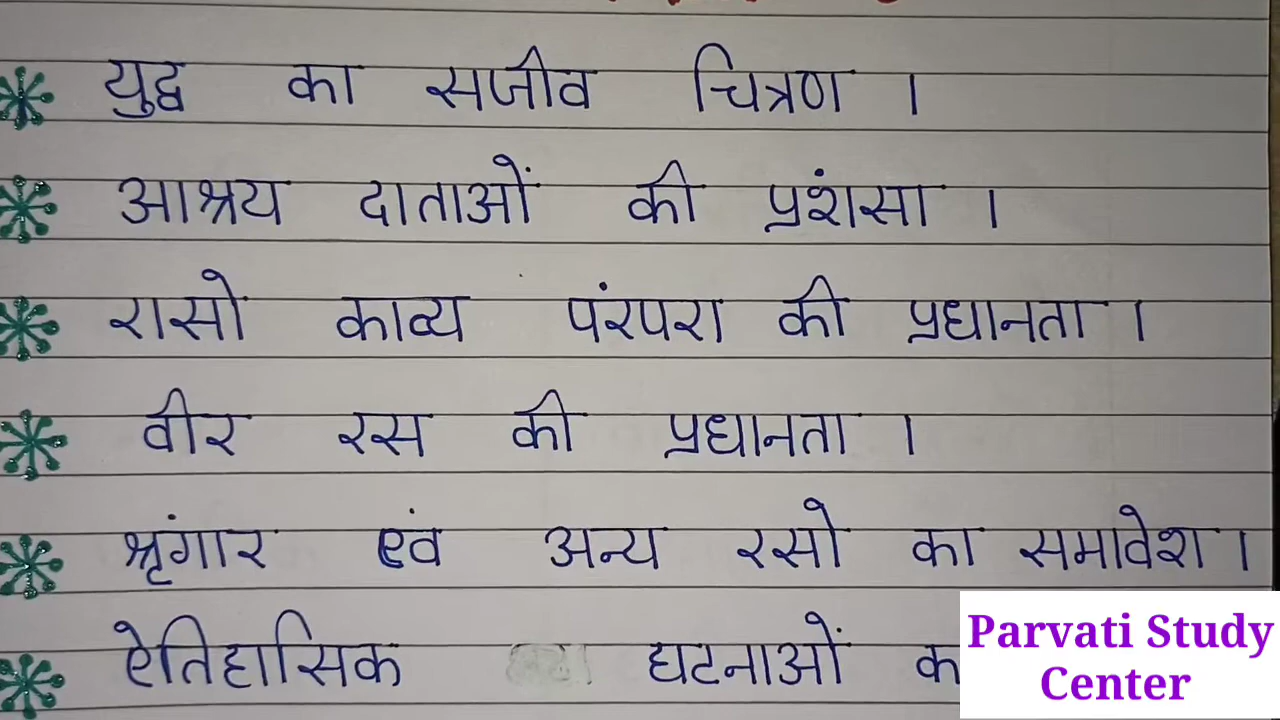 युद्ध का सजीव चित्रण ।
आश्रय दाताओं की प्रशंसा ।
रासो काव्य परंपरा की प्रधानता ।
वीर रस की प्रधानता ।
श्रृंगार एवं अन्य रसो का समावेश ।
ऐतिहासिक घटनाओं
Parvati Study
Center